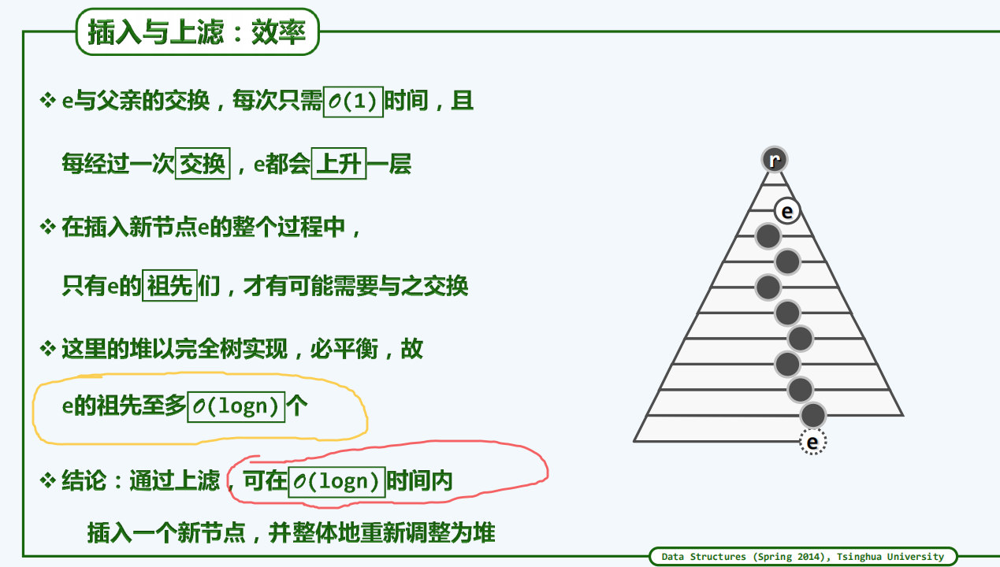 插入与上滤：效率
❖ e与父亲的交换，每次只需O(1)时间，且
每经过一次交换，e都会上升一层
❖ 在插入新节点e的整个过程中，
只有e的祖先们，才有可能需要与之交换
❖ 这里的堆以完全树实现，必平衡，故
e的祖先至多O(logn)个
❖ 结论：通过上滤，可在O(logn)时间内
插入一个新节点，并整体地重新调整为堆
r
e
e
Data Structures (Spring 2014), Tsinghua University